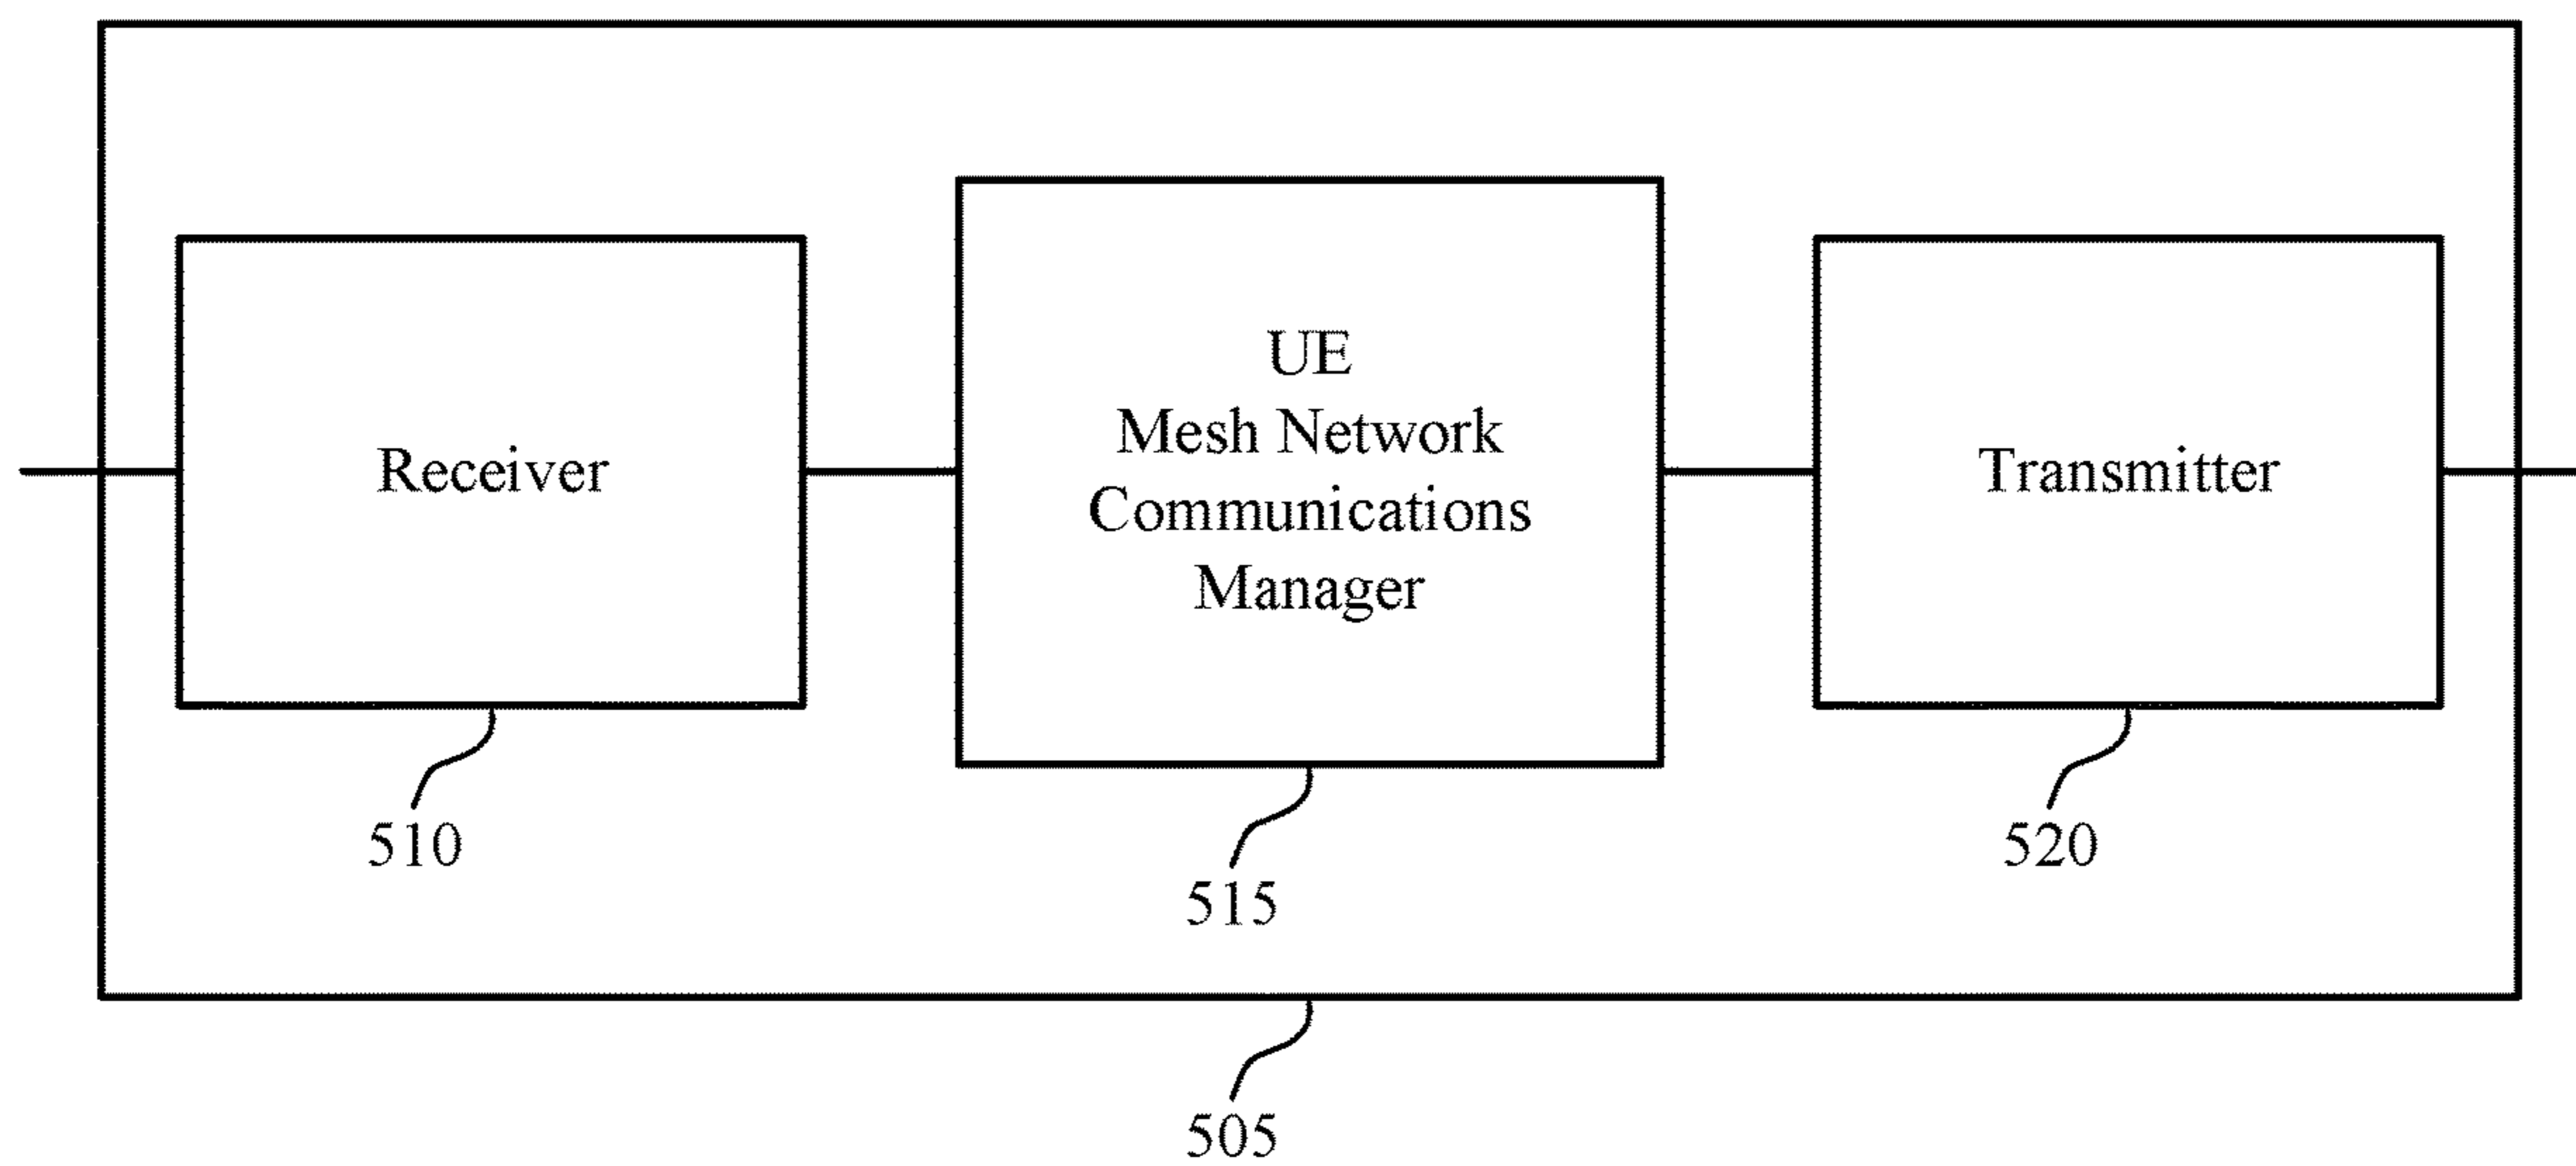 Receiver
UE
Mesh Network
Communications
Manager
Transmitter
510
515
520
505